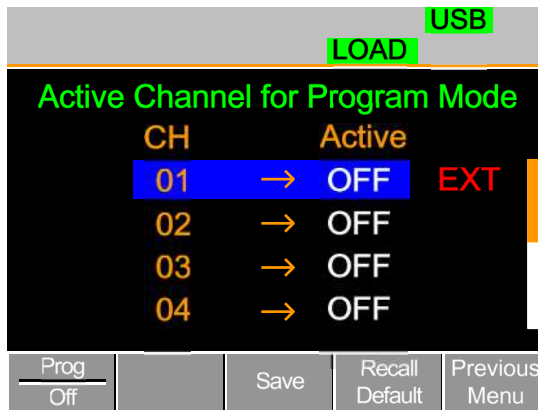 USB
LOAD
Active Channel for Program Mode
CH Active
01 → OFF EXT
02 → OFF
03 → OFF
04 → OFF
Prog Save Recall Previous
Off Default Menu